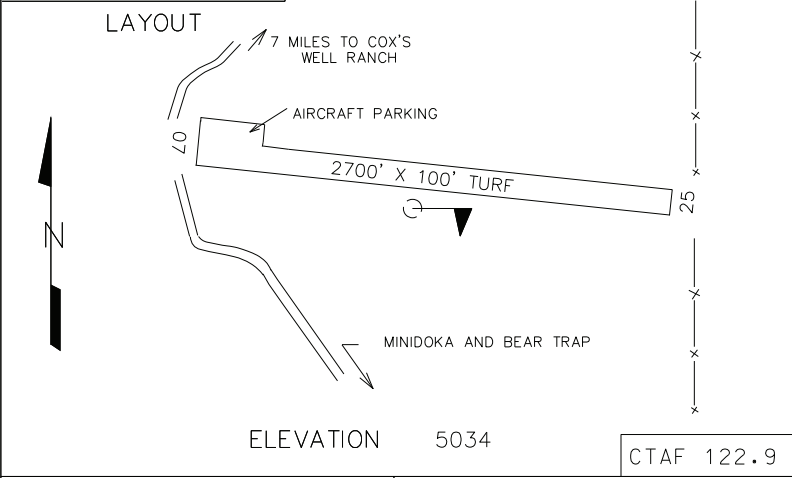 LAYOUT
7 MILES TO COX'S
WELL RANCH
AIRCRAFT PARKING
07
2700' X 100' TURF
25
N
MINIDOKA AND BEAR TRAP
ELEVATION 5034
CTAF 122.9